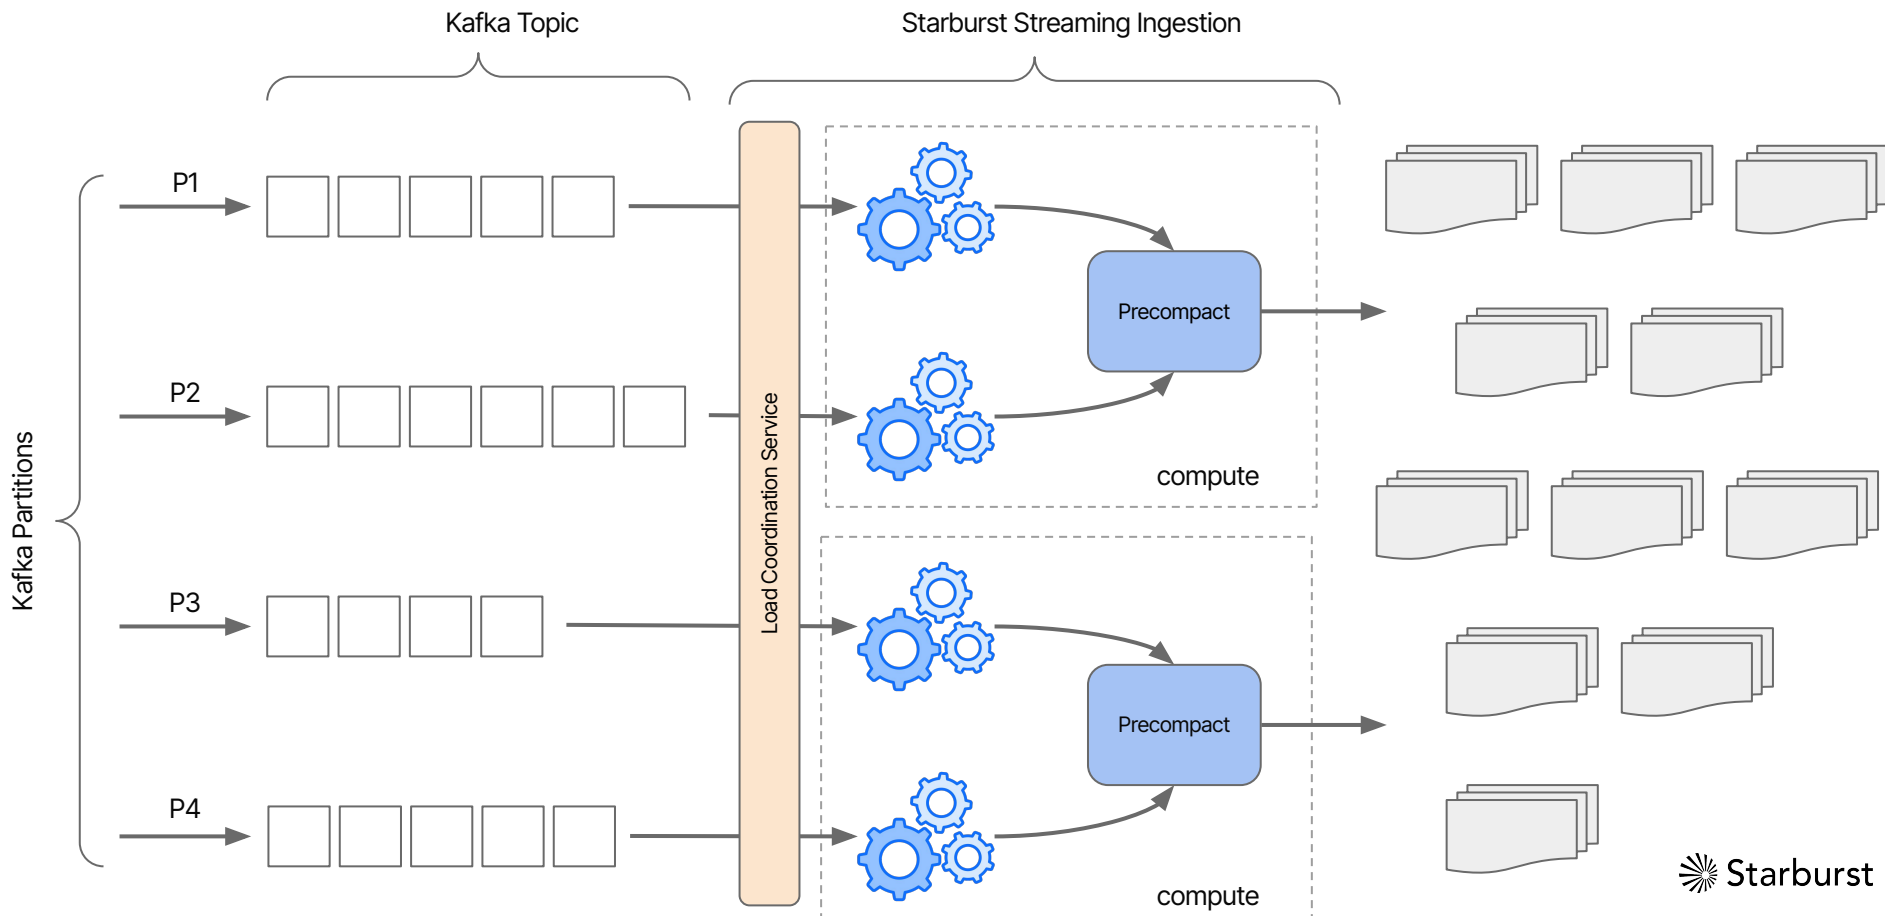 Kafka Topic
Starburst Streaming Ingestion
Kafka Partitions
P1
P2
P3
P4
Load Coordination Service
Precompact
compute
Precompact
compute
Starburst